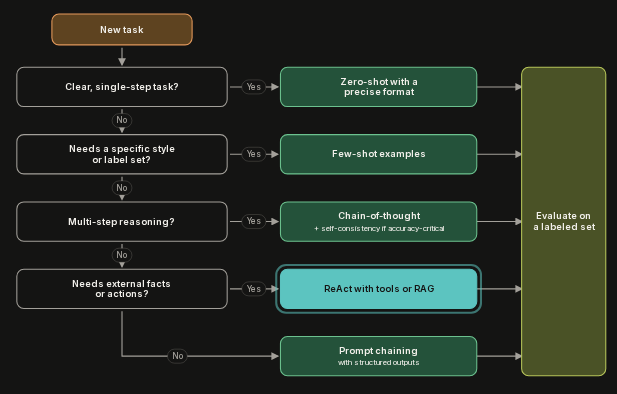 New task
Clear, single-step task?
Yes
Zero-shot with a
precise format
No
Needs a specific style
or label set?
Yes
Few-shot examples
No
Multi-step reasoning?
Yes
Chain-of-thought
+ self-consistency if accuracy-critical
Evaluate on
a labeled set
No
Needs external facts
or actions?
Yes
ReAct with tools or RAG
No
Prompt chaining
with structured outputs